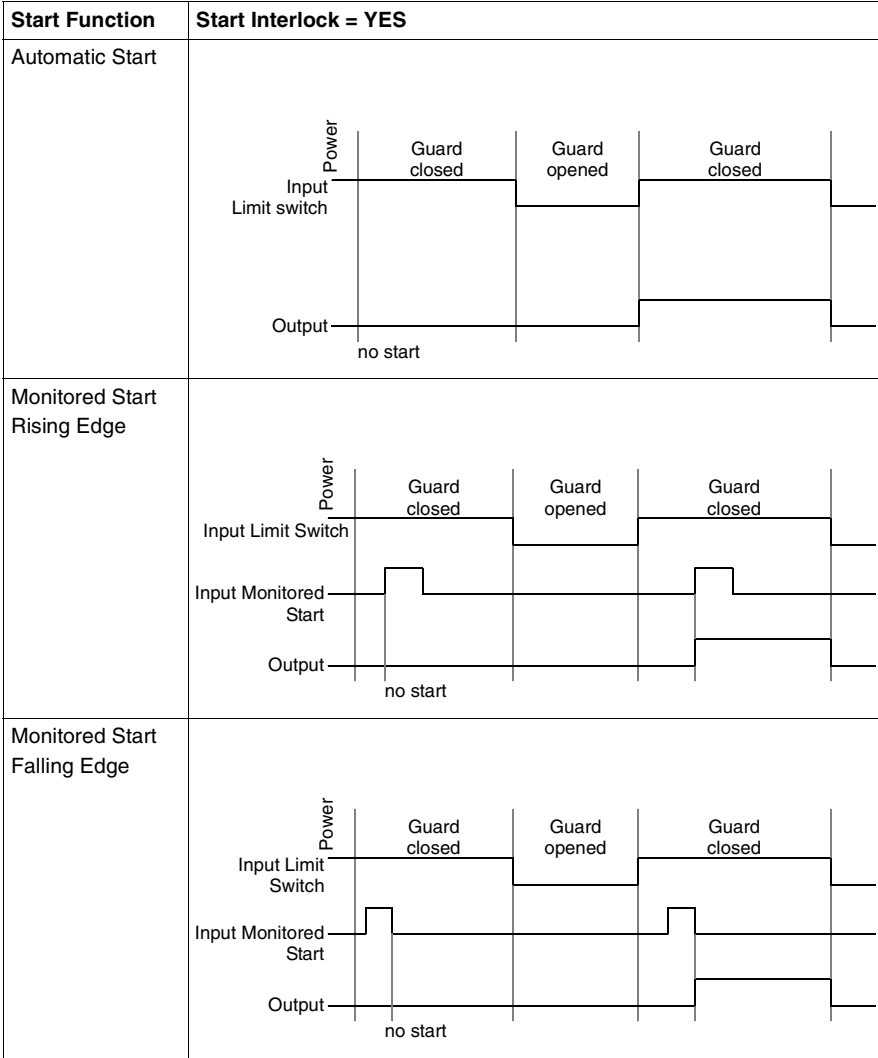 Start Function
Start Interlock = YES
Automatic Start
Power
Guard
closed
Guard
opened
Guard
closed
Input
Limit switch
Output
no start
Monitored Start
Rising Edge
Power
Guard
closed
Guard
opened
Guard
closed
Input Limit Switch
Input Monitored
Start
Output
no start
Monitored Start
Falling Edge
Power
Guard
closed
Guard
opened
Guard
closed
Input Limit
Switch
Input Monitored
Start
Output
no start